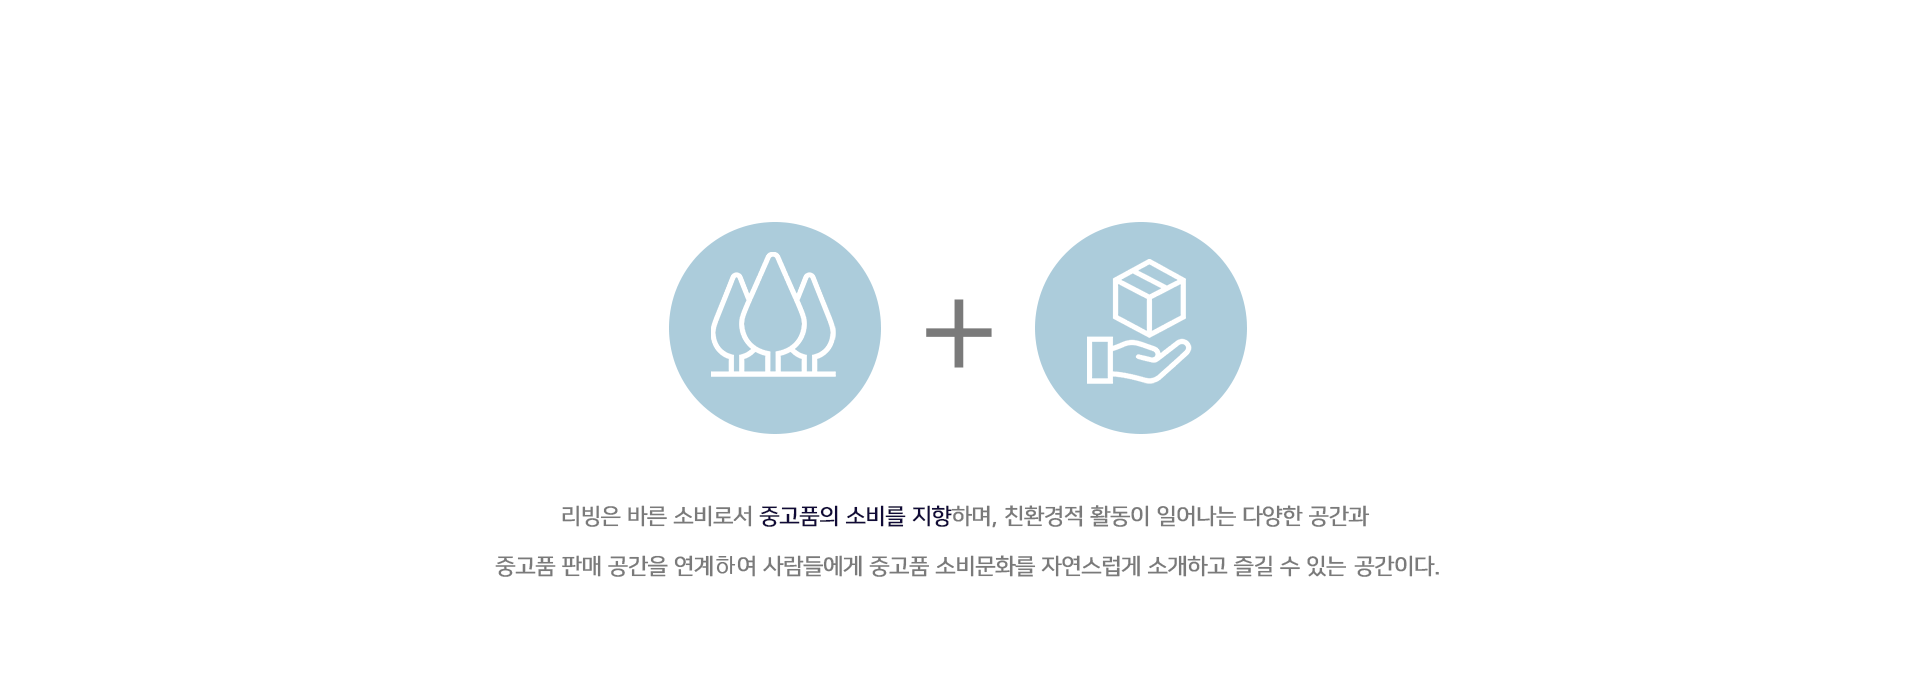 리빙은 바른 소비로서 중고품의 소비를 지향하며, 친환경적 활동이 일어나는 다양한 공간과
중고품 판매 공간을 연계하여 사람들에게 중고품 소비문화를 자연스럽게 소개하고 즐길 수 있는 공간이다.